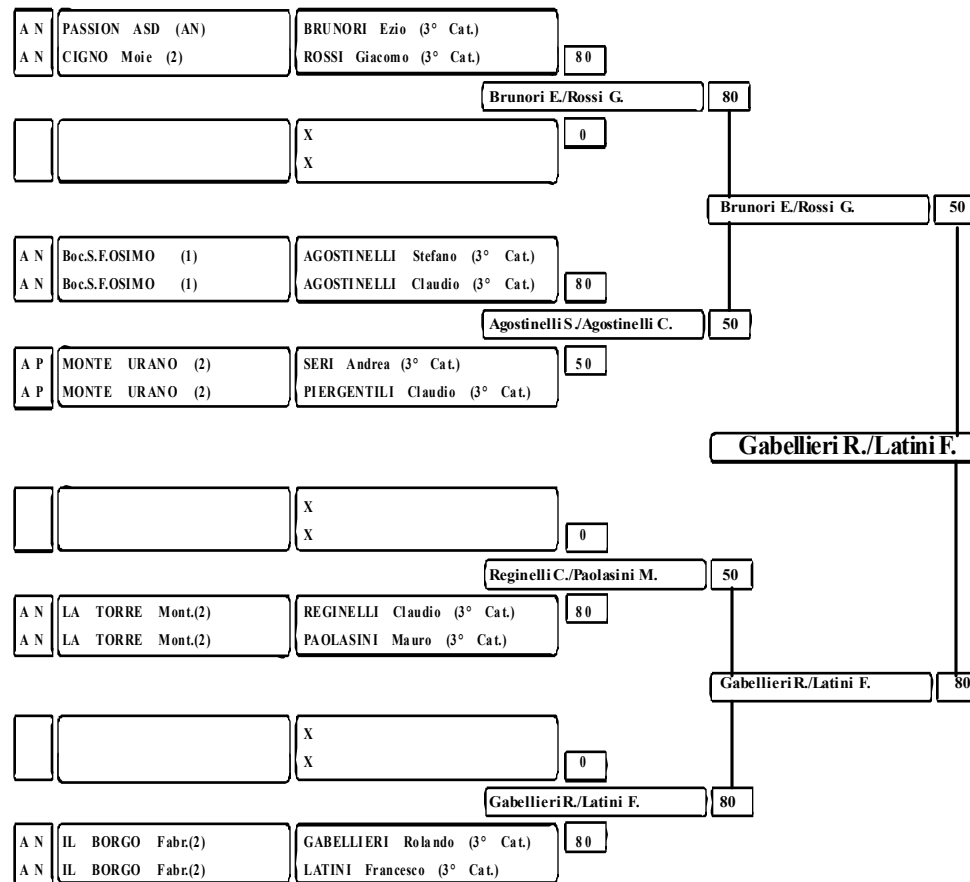 A N PASSION ASD (AN) BRUNORI Ezio (3° Cat.)
A N CIGNO Moie (2) ROSSI Giacomo (3° Cat.) 80
Brunori E./Rossi G. 80
X 0
X
Brunori E./Rossi G. 50
A N Boc.S.F.OSIMO (1) AGOSTINELLI Stefano (3° Cat.)
A N Boc.S.F.OSIMO (1) AGOSTINELLI Claudio (3° Cat.) 80
Agostinelli S./Agostinelli C. 50
A P MONTE URANO (2) SERI Andrea (3° Cat.) 50
A P MONTE URANO (2) PIERGENTILI Claudio (3° Cat.)
Gabellieri R./Latini F.
X
X 0
Reginelli C./Paolasini M. 50
A N LA TORRE Mont.(2) REGINELLI Claudio (3° Cat.) 80
A N LA TORRE Mont.(2) PAOLASINI Mauro (3° Cat.)
Gabellieri R./Latini F. 80
X
X 0
Gabellieri R./Latini F. 80
A N IL BORGO Fabr.(2) GABELLIERI Rolando (3° Cat.) 80
A N IL BORGO Fabr.(2) LATINI Francesco (3° Cat.)